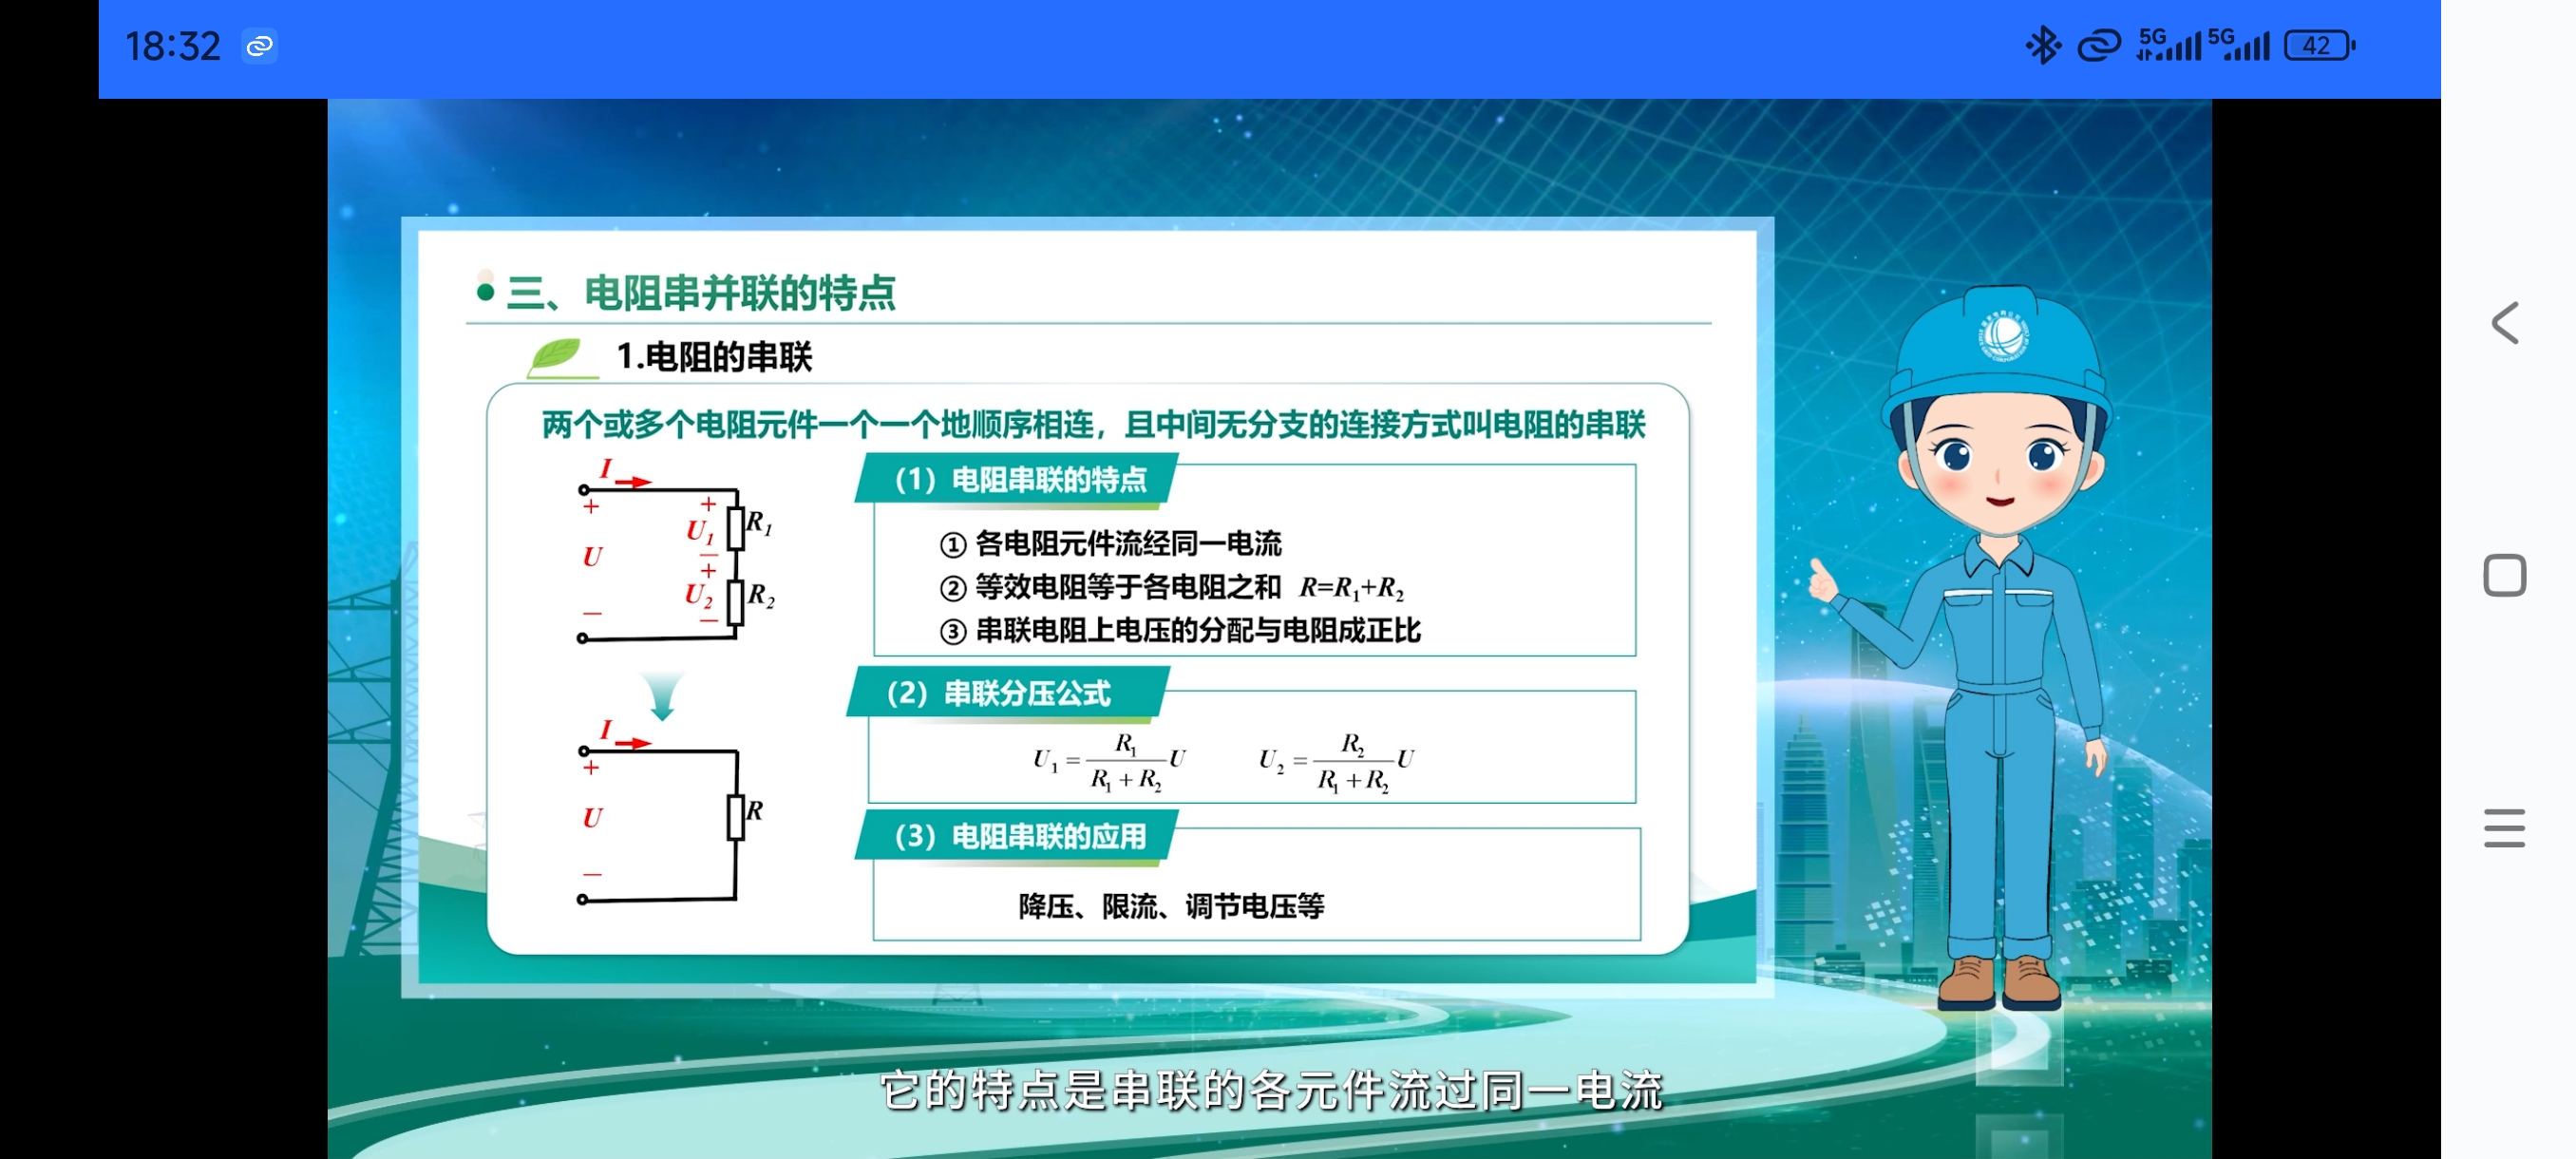 18:32
5G 5G 42
三、电阻串并联的特点
1.电阻的串联
两个或多个电阻元件一个一个地顺序相连，且中间无分支的连接方式叫电阻的串联
I
+
U
−
+
U₁
−
R₁
+
U₂
−
R₂
I
+
U
−
R
（1）电阻串联的特点
① 各电阻元件流经同一电流
② 等效电阻等于各电阻之和 R=R₁+R₂
③ 串联电阻上电压的分配与电阻成正比
（2）串联分压公式
U₁ = R₁/(R₁+R₂) U U₂ = R₂/(R₁+R₂) U
（3）电阻串联的应用
降压、限流、调节电压等
它的特点是串联的各元件流过同一电流